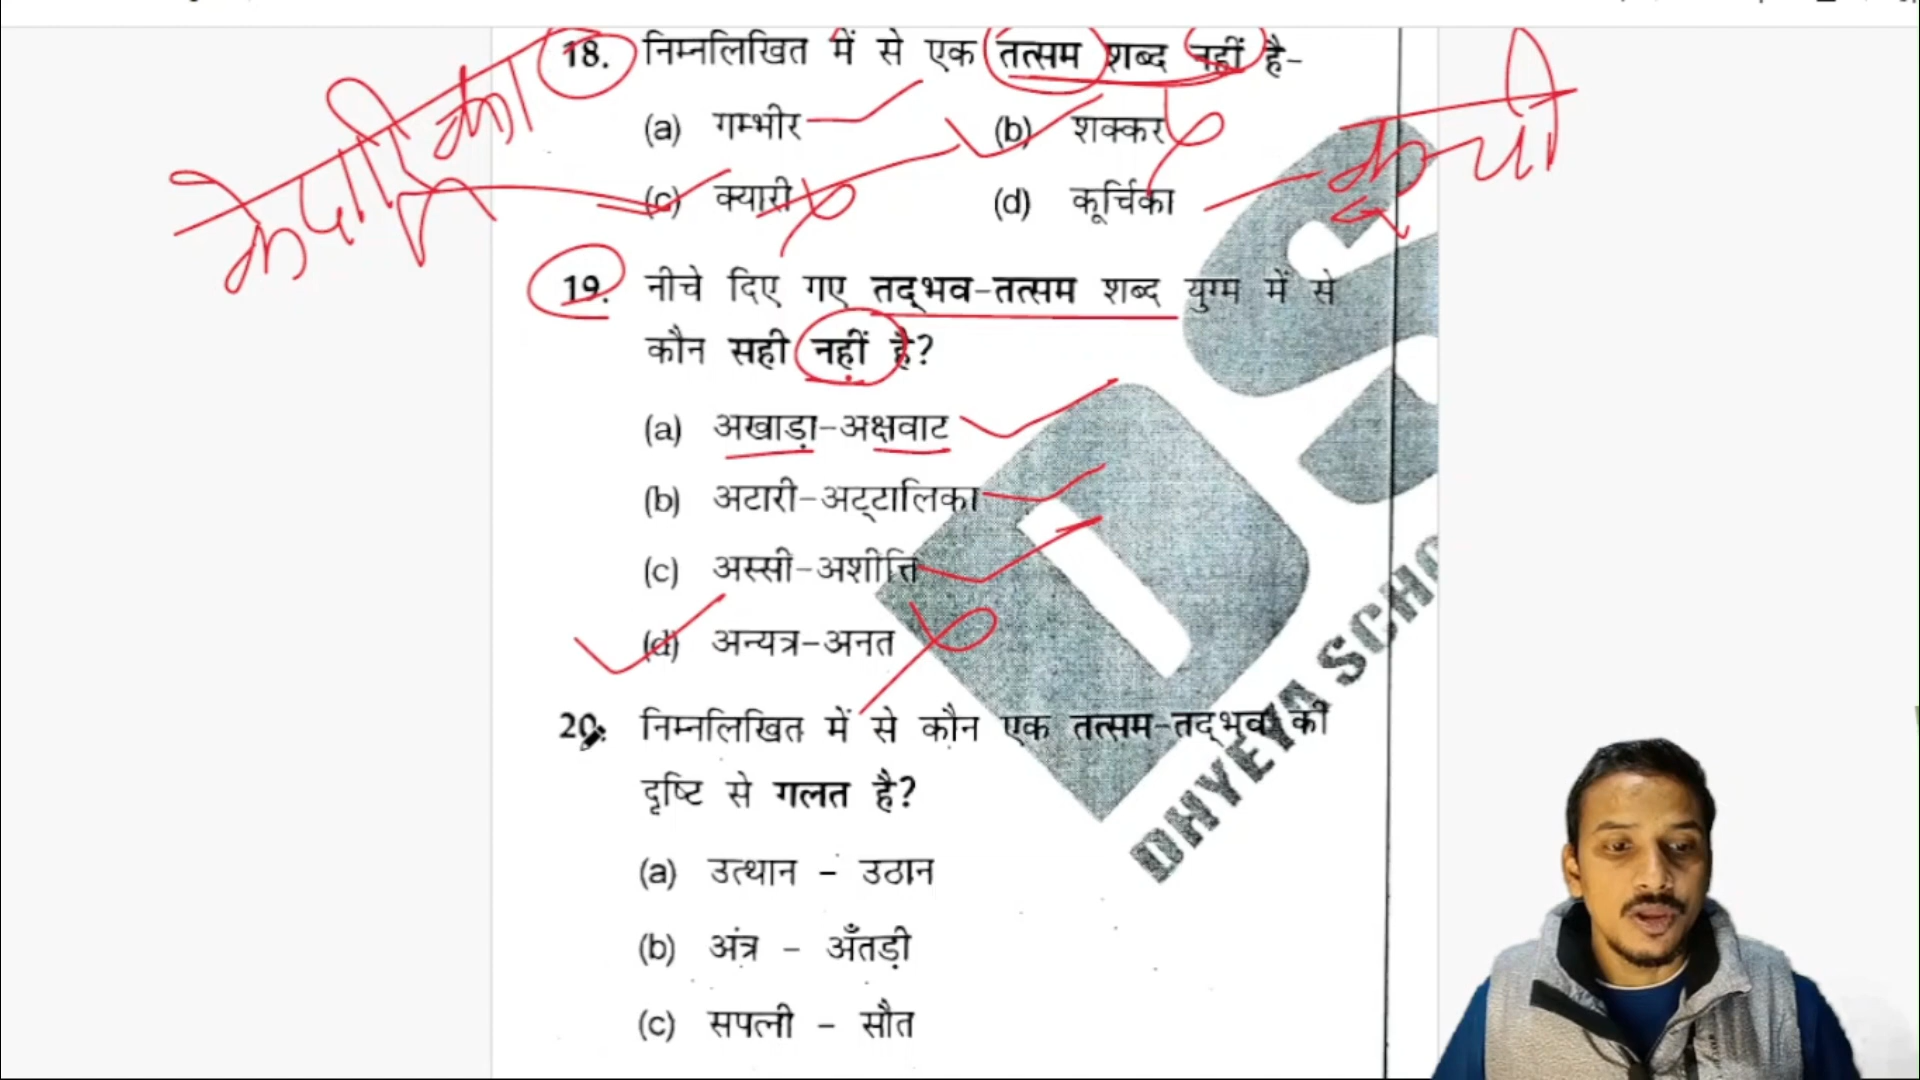 18. निम्नलिखित में से एक तत्सम शब्द नहीं है-
(a) गम्भीर (b) शक्कर
(c) क्यारी (d) कूर्चिका
केदारिका
कूची
19. नीचे दिए गए तद्भव-तत्सम शब्द युग्म में से
कौन सही नहीं है?
(a) अखाड़ा-अक्षवाट
(b) अटारी-अट्टालिका
(c) अस्सी-अशीत्ति
(d) अन्यत्र-अनत
20. निम्नलिखित में से कौन एक तत्सम-तद्भव की
दृष्टि से गलत है?
(a) उत्थान - उठान
(b) अंत्र - अँतड़ी
(c) सपत्नी - सौत
DHYEYA SCHO